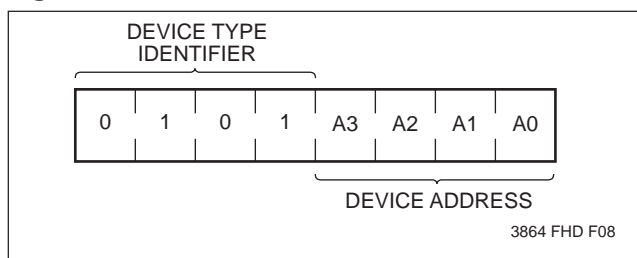 DEVICE TYPE
IDENTIFIER
0 1 0 1 A3 A2 A1 A0
DEVICE ADDRESS
3864 FHD F08